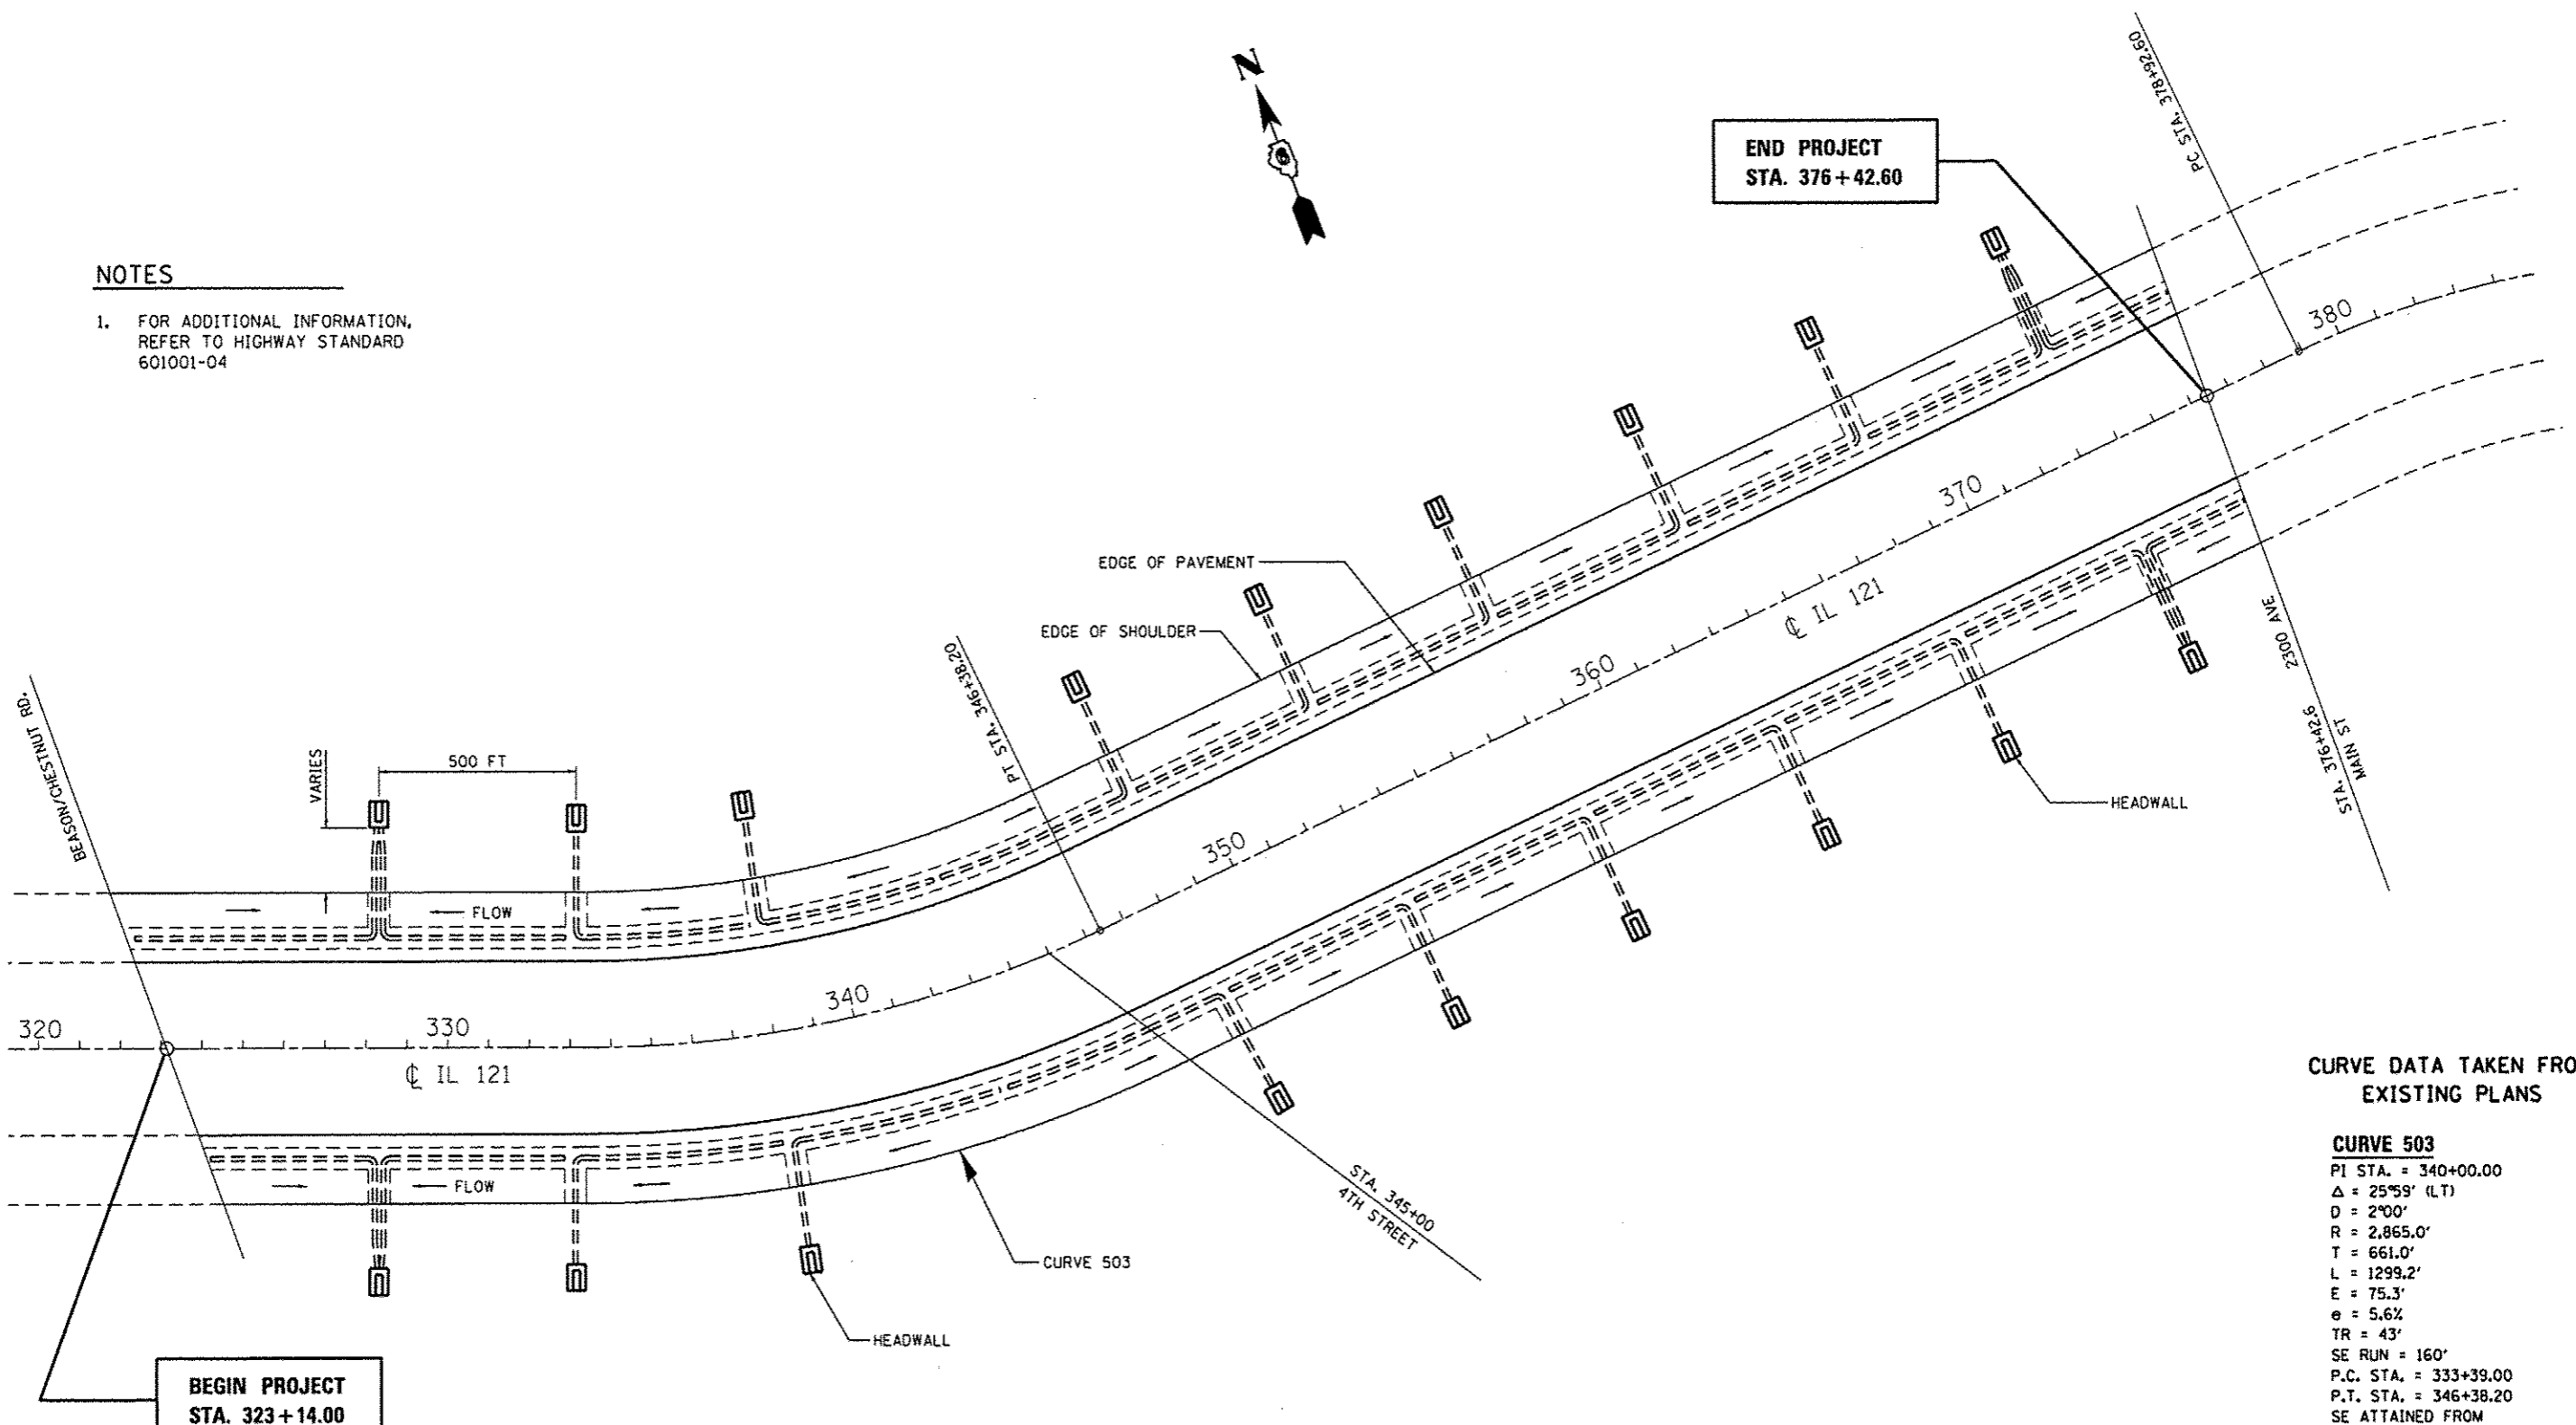 N
END PROJECT
STA. 376+42.60
PC STA. 378+92.60
NOTES
1. FOR ADDITIONAL INFORMATION,
REFER TO HIGHWAY STANDARD
601001-04
380
370
EDGE OF PAVEMENT
EDGE OF SHOULDER
℄ IL 121
360
PT STA. 346+38.20
2300 AVE
STA. 376+42.6
MAIN ST
BEASON/CHESTNUT RD.
VARIES
500 FT
HEADWALL
350
FLOW
340
320
330
℄ IL 121
FLOW
STA. 345+00
4TH STREET
CURVE 503
HEADWALL
BEGIN PROJECT
STA. 323+14.00
CURVE DATA TAKEN FRO
EXISTING PLANS
CURVE 503
PI STA. = 340+00.00
Δ = 25°59' (LT)
D = 2°00'
R = 2,865.0'
T = 661.0'
L = 1299.2'
E = 75.3'
e = 5.6%
TR = 43'
SE RUN = 160'
P.C. STA. = 333+39.00
P.T. STA. = 346+38.20
SE ATTAINED FROM